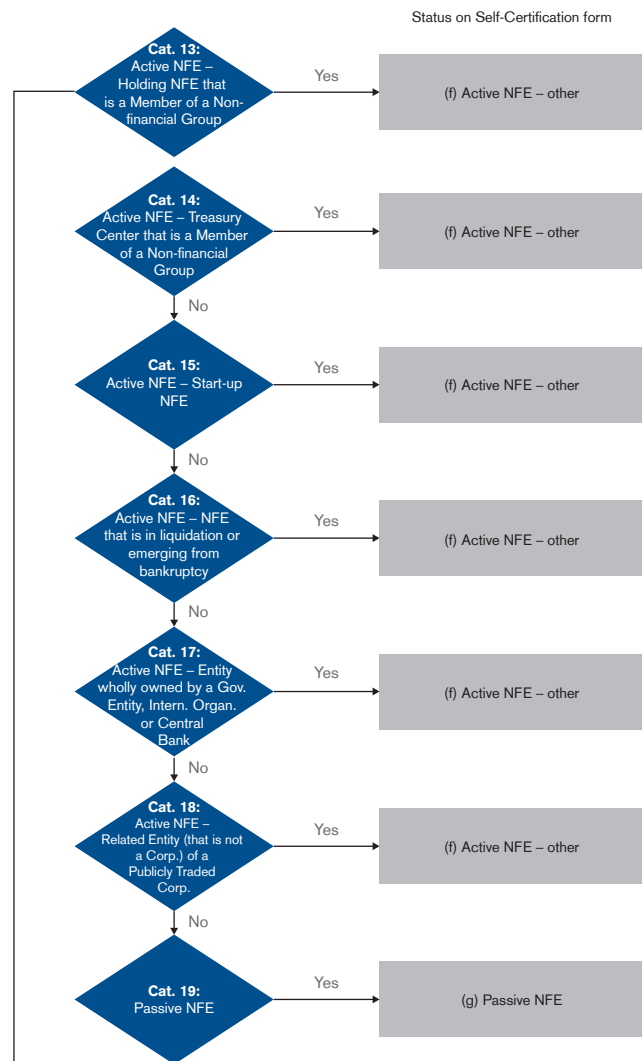 Status on Self-Certification form
Cat. 13:
Active NFE –
Holding NFE that
is a Member of a Non-
financial Group
Yes
(f) Active NFE – other
Cat. 14:
Active NFE – Treasury
Center that is a Member
of a Non-financial
Group
Yes
(f) Active NFE – other
No
Cat. 15:
Active NFE – Start-up
NFE
Yes
(f) Active NFE – other
No
Cat. 16:
Active NFE – NFE
that is in liquidation or
emerging from
bankruptcy
Yes
(f) Active NFE – other
No
Cat. 17:
Active NFE – Entity
wholly owned by a Gov.
Entity, Intern. Organ.
or Central
Bank
Yes
(f) Active NFE – other
No
Cat. 18:
Active NFE –
Related Entity (that is not
a Corp.) of a
Publicly Traded
Corp.
Yes
(f) Active NFE – other
No
Cat. 19:
Passive NFE
Yes
(g) Passive NFE